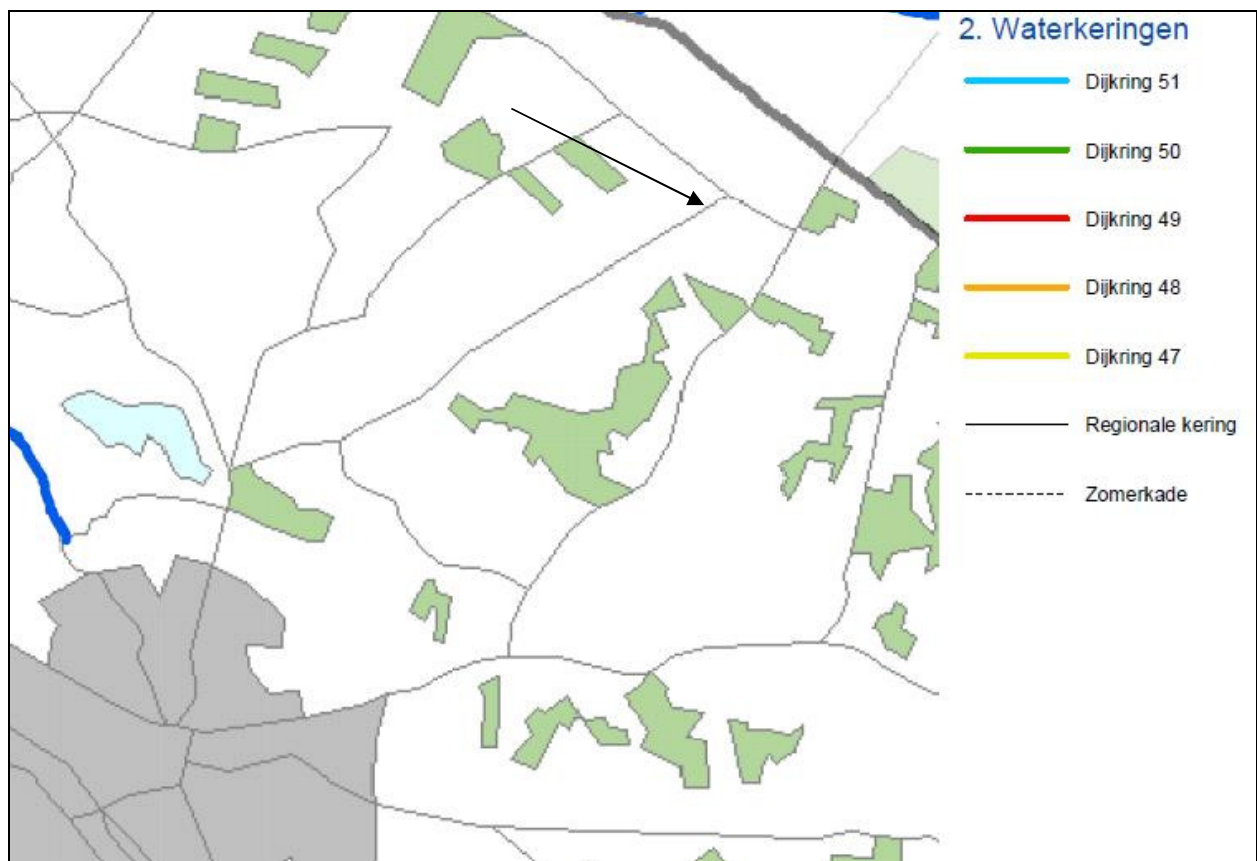 2. Waterkeringen
Dijkring 51
Dijkring 50
Dijkring 49
Dijkring 48
Dijkring 47
Regionale kering
Zomerkade